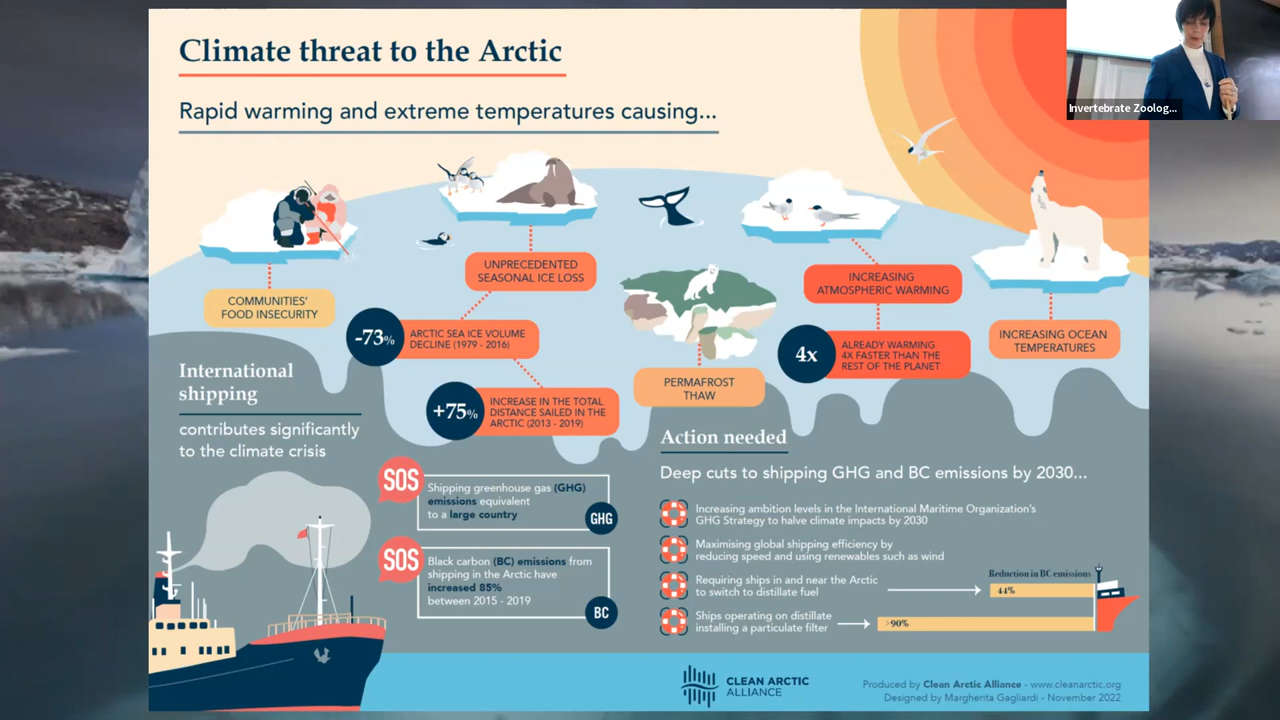 Climate threat to the Arctic
Rapid warming and extreme temperatures causing...
Invertebrate Zoolog...
COMMUNITIES'
FOOD INSECURITY
UNPRECEDENTED
SEASONAL ICE LOSS
-73%
ARCTIC SEA ICE VOLUME
DECLINE (1979 - 2016)
+75%
INCREASE IN THE TOTAL
DISTANCE SAILED IN THE
ARCTIC (2013 - 2019)
PERMAFROST
THAW
INCREASING
ATMOSPHERIC WARMING
4x
ALREADY WARMING
4X FASTER THAN THE
REST OF THE PLANET
INCREASING OCEAN
TEMPERATURES
International
shipping
contributes significantly
to the climate crisis
SOS
Shipping greenhouse gas (GHG)
emissions equivalent
to a large country
GHG
SOS
Black carbon (BC) emissions from
shipping in the Arctic have
increased 85%
between 2015 - 2019
BC
Action needed
Deep cuts to shipping GHG and BC emissions by 2030...
Increasing ambition levels in the International Maritime Organization's
GHG Strategy to halve climate impacts by 2030
Maximising global shipping efficiency by
reducing speed and using renewables such as wind
Requiring ships in and near the Arctic
to switch to distillate fuel
Reduction in BC emissions
44%
Ships operating on distillate
installing a particulate filter
>90%
CLEAN ARCTIC
ALLIANCE
Produced by Clean Arctic Alliance - www.cleanarctic.org
Designed by Margherita Gagliardi - November 2022